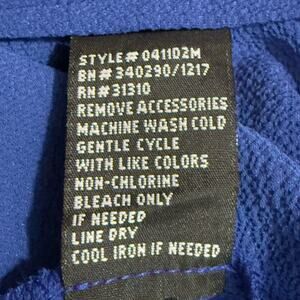 STYLE# 0411D2M
BN# 340290/1217
RN# 31310
REMOVE ACCESSORIES
MACHINE WASH COLD
GENTLE CYCLE
WITH LIKE COLORS
NON-CHLORINE
BLEACH ONLY
IF NEEDED
LINE DRY
COOL IRON IF NEEDED